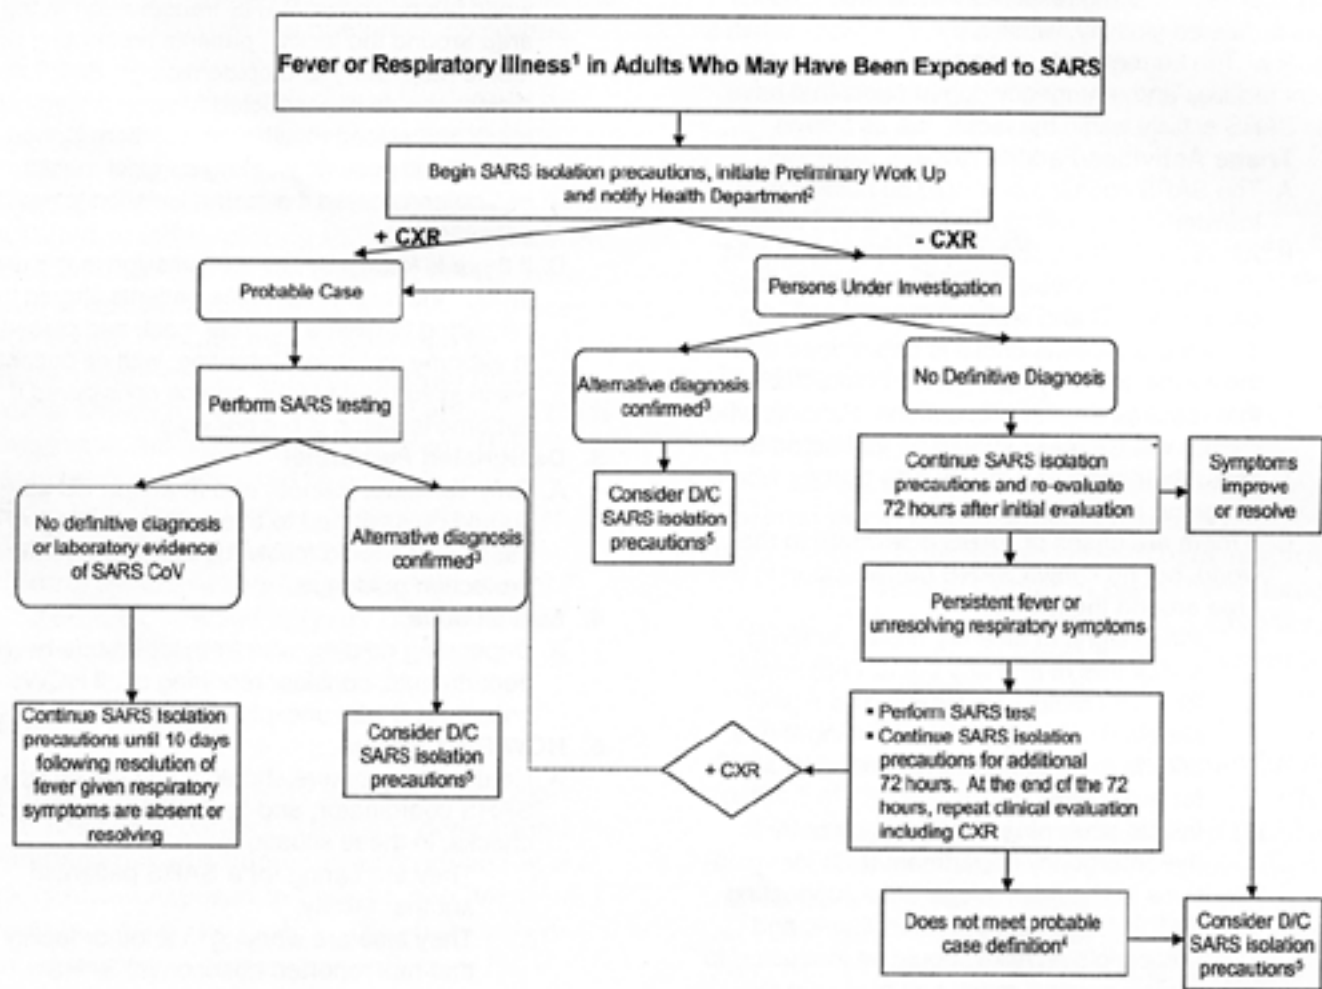 Fever or Respiratory Illness¹ in Adults Who May Have Been Exposed to SARS
Begin SARS isolation precautions, initiate Preliminary Work Up
and notify Health Department²
+ CXR
- CXR
Probable Case
Persons Under Investigation
Perform SARS testing
Alternative diagnosis
confirmed³
No Definitive Diagnosis
Continue SARS isolation
precautions and re-evaluate
72 hours after initial evaluation
Symptoms
improve
or resolve
Consider D/C
SARS isolation
precautions⁵
No definitive diagnosis
or laboratory evidence
of SARS CoV
Alternative diagnosis
confirmed³
Persistent fever or
unresolving respiratory symptoms
Continue SARS Isolation
precautions until 10 days
following resolution of
fever given respiratory
symptoms are absent or
resolving
Consider D/C
SARS isolation
precautions⁵
+ CXR
• Perform SARS test
• Continue SARS isolation
precautions for additional
72 hours. At the end of the 72
hours, repeat clinical evaluation
including CXR
Does not meet probable
case definition⁴
Consider D/C
SARS isolation
precautions⁵